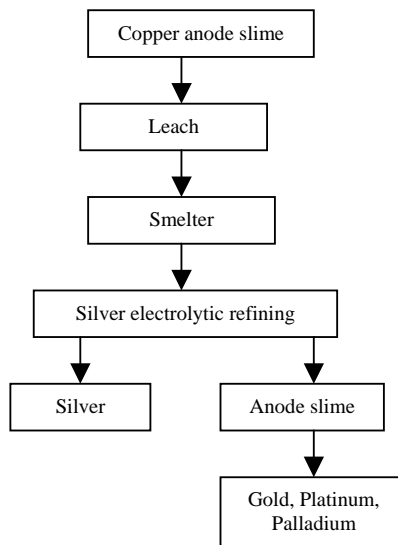 Copper anode slime
Leach
Smelter
Silver electrolytic refining
Silver
Anode slime
Gold, Platinum,
Palladium